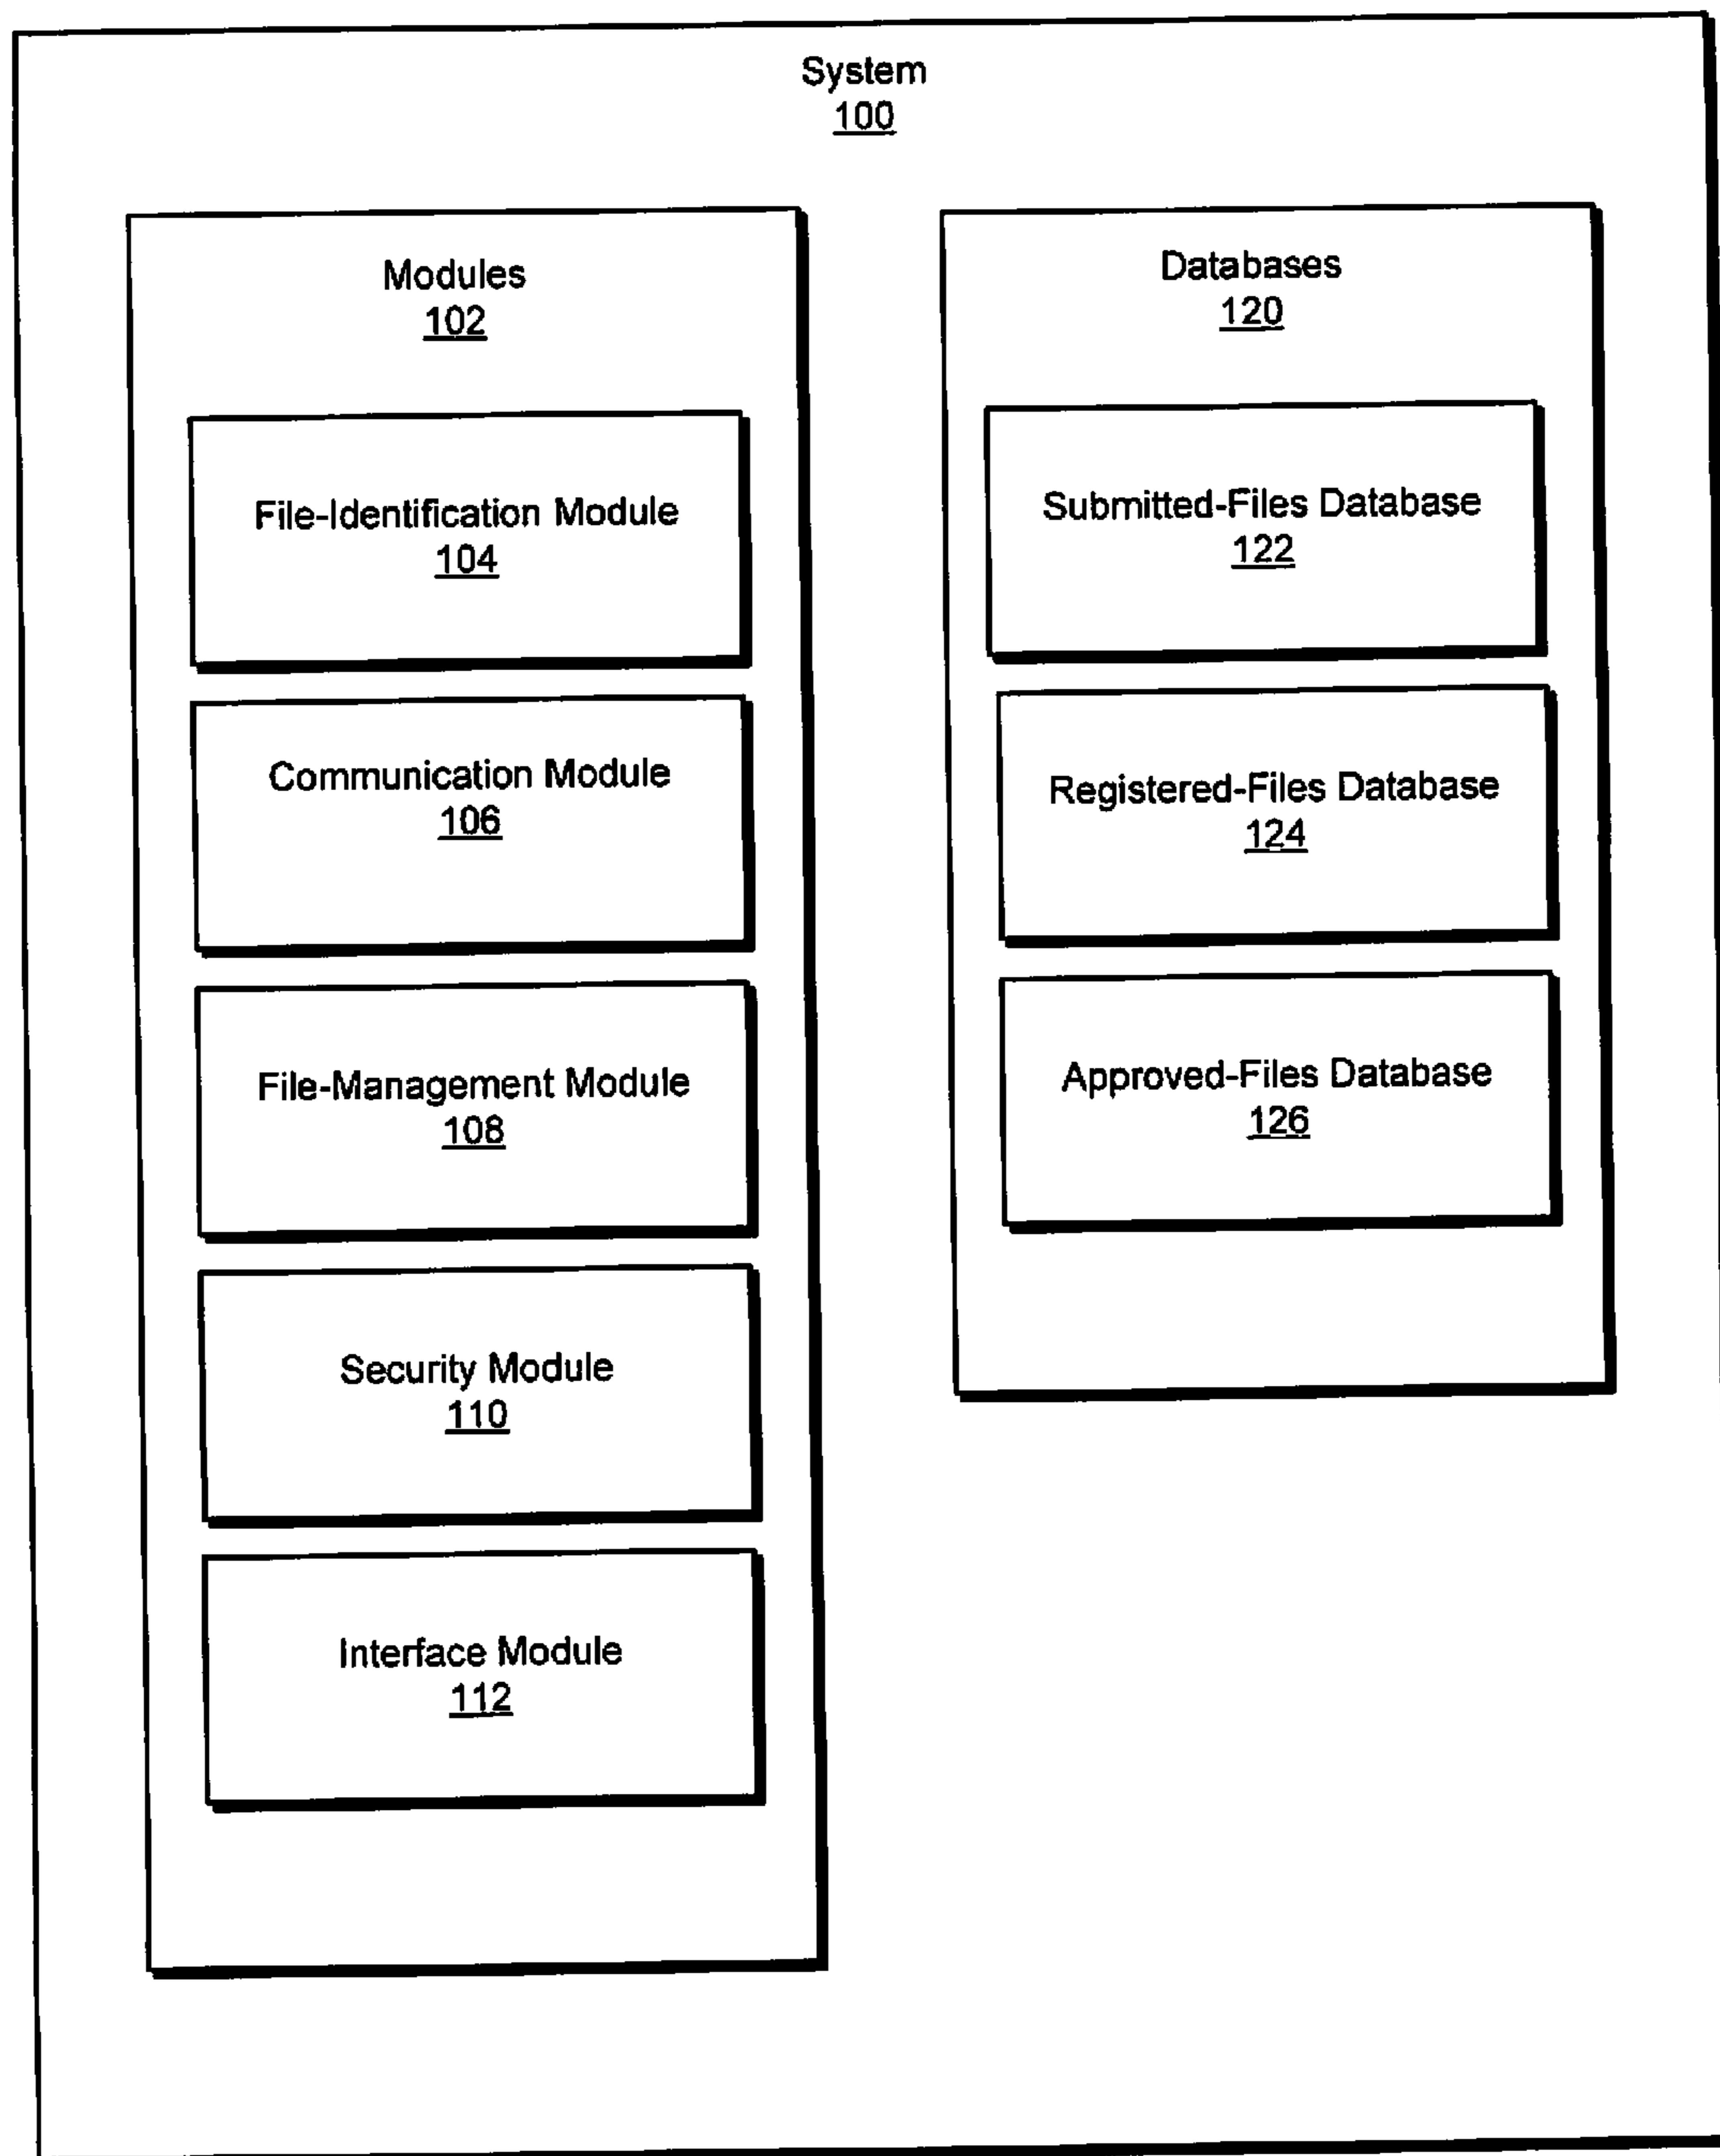 System
100
Modules
102
File-Identification Module
104
Communication Module
106
File-Management Module
108
Security Module
110
Interface Module
112
Databases
120
Submitted-Files Database
122
Registered-Files Database
124
Approved-Files Database
126